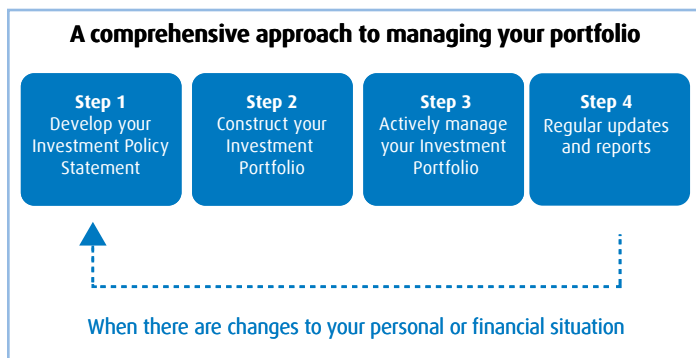 A comprehensive approach to managing your portfolio
Step 1
Develop your
Investment Policy
Statement
Step 2
Construct your
Investment
Portfolio
Step 3
Actively manage
your Investment
Portfolio
Step 4
Regular updates
and reports
When there are changes to your personal or financial situation